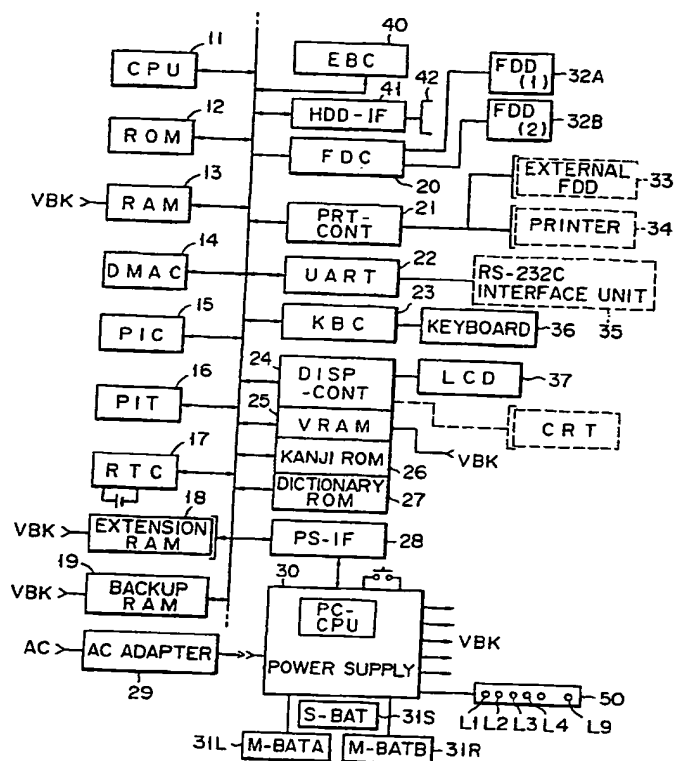 40
11
EBC
FDD
(1)
32A
CPU
41
42
12
HDD-IF
FDD
(2)
32B
ROM
FDC
13
20
EXTERNAL
FDD
33
VBK
RAM
21
PRT-
CONT
PRINTER
34
14
22
DMAC
UART
RS-232C
INTERFACE UNIT
15
23
35
PIC
KBC
KEYBOARD
36
24
16
DISP
-CONT
LCD
37
PIT
25
VRAM
CRT
17
KANJI ROM
VBK
RTC
26
DICTIONARY
ROM
27
18
VBK
EXTENSION
RAM
PS-IF
28
19
30
VBK
BACKUP
RAM
PC-
CPU
VBK
AC
AC ADAPTER
POWER SUPPLY
29
50
S-BAT
31S
L1 L2 L3 L4 L9
31L
M-BATA
M-BATB
31R